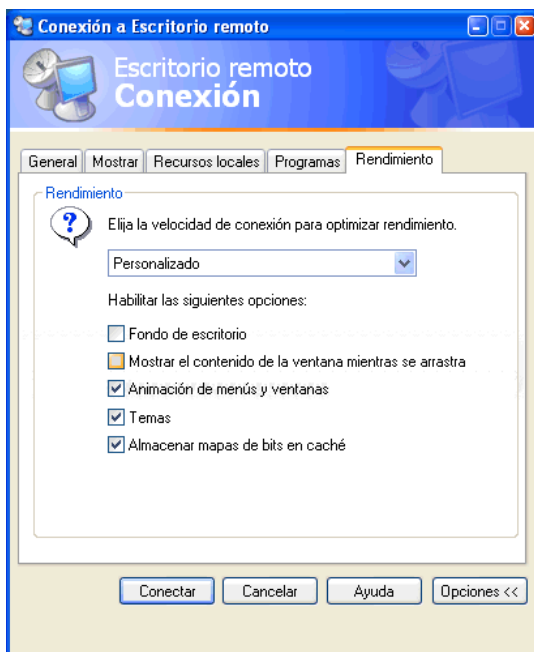 Conexión a Escritorio remoto
Escritorio remoto
Conexión
General Mostrar Recursos locales Programas Rendimiento
Rendimiento
Elija la velocidad de conexión para optimizar rendimiento.
Personalizado
Habilitar las siguientes opciones:
Fondo de escritorio
Mostrar el contenido de la ventana mientras se arrastra
Animación de menús y ventanas
Temas
Almacenar mapas de bits en caché
Conectar Cancelar Ayuda Opciones <<